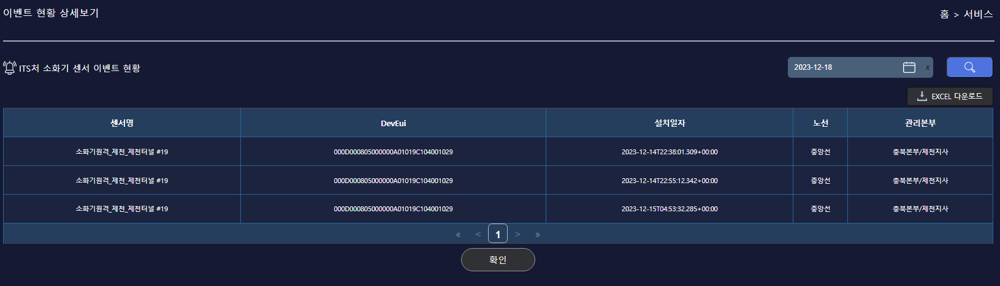 이벤트 현황 상세보기
홈 > 서비스
ITS처 소화기 센서 이벤트 현황
2023-12-18 x
EXCEL 다운로드
센서명 DevEui 설치일자 노선 관리본부
소화기원격_제천_제천터널 #19 000D000805000000A01019C104001029 2023-12-14T22:38:01.309+00:00 중앙선 충북본부/제천지사
소화기원격_제천_제천터널 #19 000D000805000000A01019C104001029 2023-12-14T22:55:12.342+00:00 중앙선 충북본부/제천지사
소화기원격_제천_제천터널 #19 000D000805000000A01019C104001029 2023-12-15T04:53:32.285+00:00 중앙선 충북본부/제천지사
« < 1 > »
확인